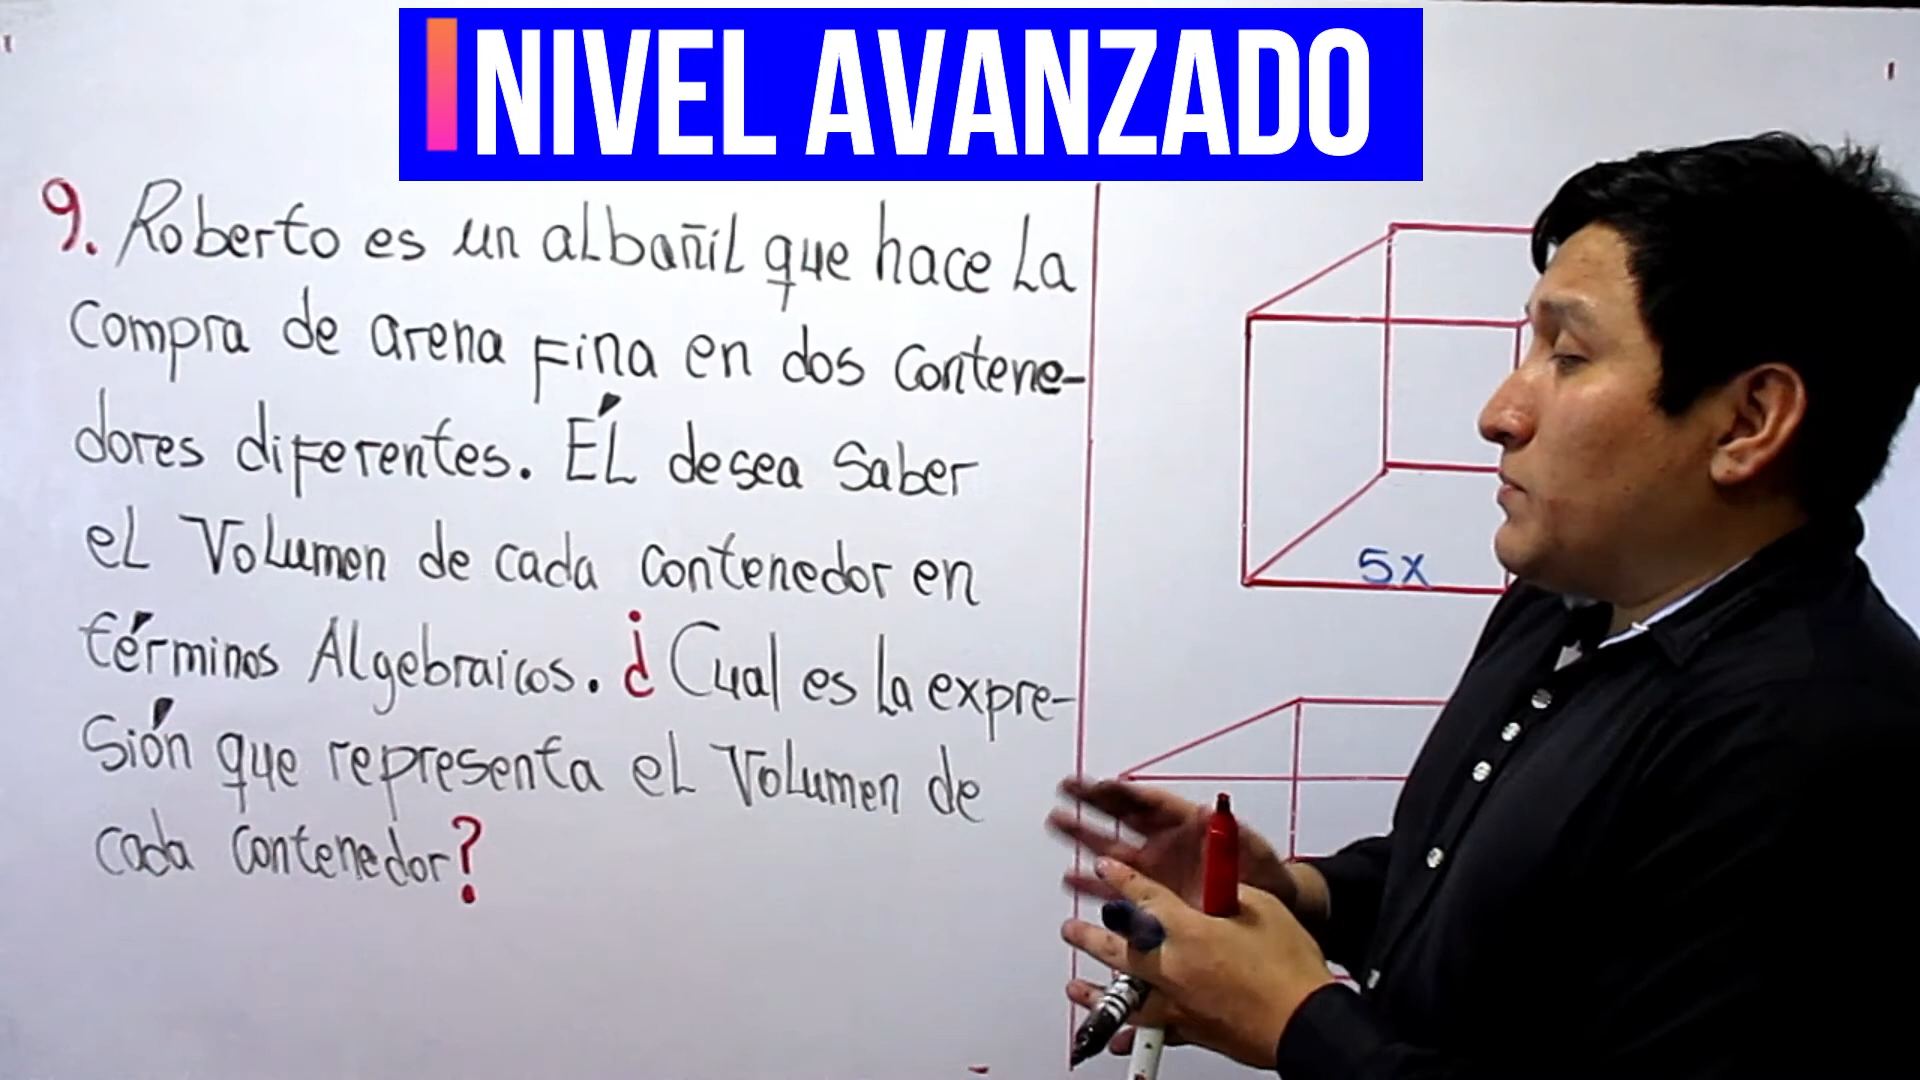 NIVEL AVANZADO
9. Roberto es un albañil que hace la
compra de arena fina en dos contene-
dores diferentes. Él desea saber
el volumen de cada contenedor en
términos Algebraicos. ¿Cual es la expre-
sión que representa el volumen de
cada contenedor?
5x